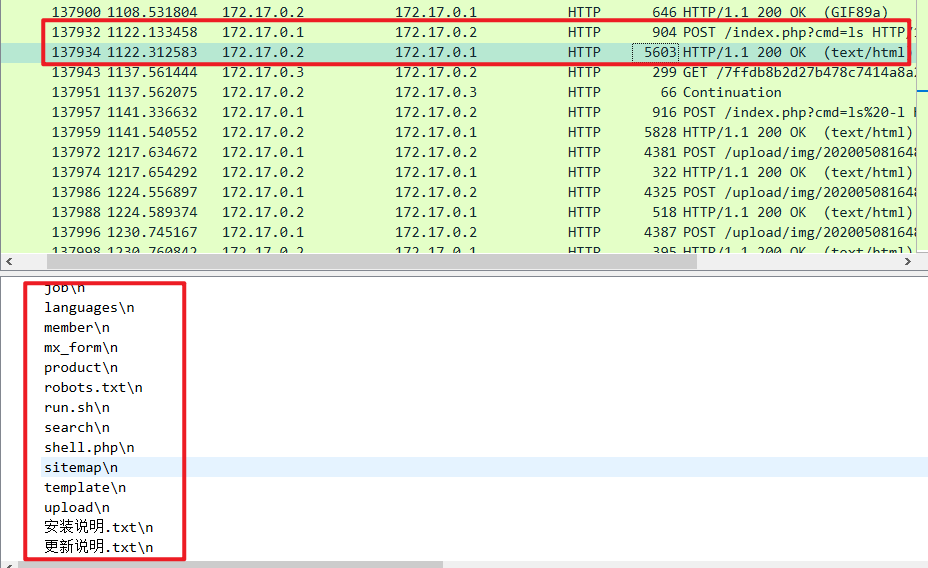 137900 1108.531804 172.17.0.2 172.17.0.1 HTTP 646 HTTP/1.1 200 OK (GIF89a)
137932 1122.133458 172.17.0.1 172.17.0.2 HTTP 904 POST /index.php?cmd=ls HTTP/
137934 1122.312583 172.17.0.2 172.17.0.1 HTTP 5603 HTTP/1.1 200 OK (text/html)
137943 1137.561444 172.17.0.3 172.17.0.2 HTTP 299 GET /7ffdb8b2d27b478c7414a8a
137951 1137.562075 172.17.0.2 172.17.0.3 HTTP 66 Continuation
137957 1141.336632 172.17.0.1 172.17.0.2 HTTP 916 POST /index.php?cmd=ls%20-l H
137959 1141.540552 172.17.0.2 172.17.0.1 HTTP 5828 HTTP/1.1 200 OK (text/html)
137972 1217.634672 172.17.0.1 172.17.0.2 HTTP 4381 POST /upload/img/202005081648
137974 1217.654292 172.17.0.2 172.17.0.1 HTTP 322 HTTP/1.1 200 OK (text/html)
137986 1224.556897 172.17.0.1 172.17.0.2 HTTP 4325 POST /upload/img/202005081648
137988 1224.589374 172.17.0.2 172.17.0.1 HTTP 518 HTTP/1.1 200 OK (text/html)
137996 1230.745167 172.17.0.1 172.17.0.2 HTTP 4387 POST /upload/img/202005081648
137998 1230.760842 172.17.0.2 172.17.0.1 HTTP 395 HTTP/1.1 200 OK (text/html)
job\n
languages\n
member\n
mx_form\n
product\n
robots.txt\n
run.sh\n
search\n
shell.php\n
sitemap\n
template\n
upload\n
安装说明.txt\n
更新说明.txt\n